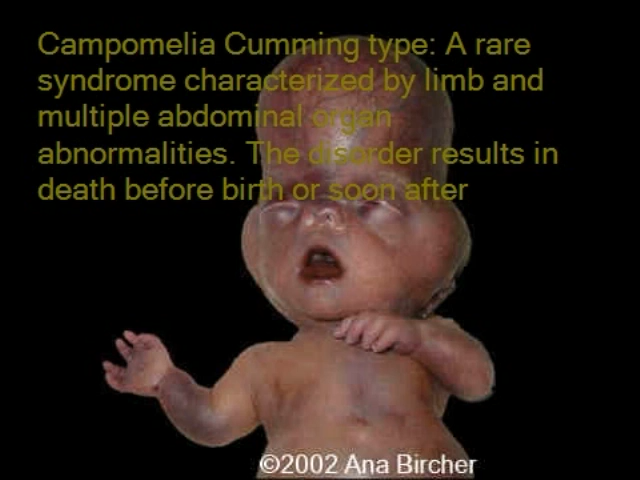 Campomelia Cumming type: A rare
syndrome characterized by limb and
multiple abdominal organ
abnormalities. The disorder results in
death before birth or soon after
©2002 Ana Bircher